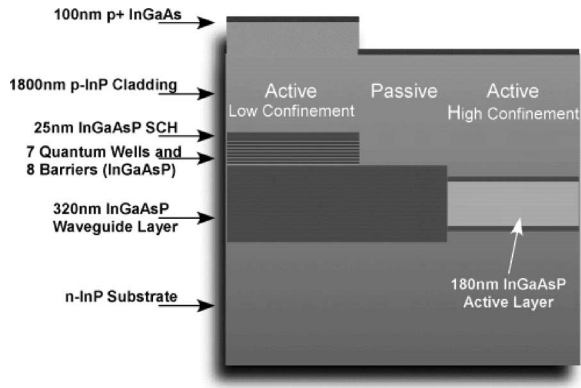 100nm p+ InGaAs
1800nm p-InP Cladding
Active
Low Confinement
Passive
Active
High Confinement
25nm InGaAsP SCH
7 Quantum Wells and
8 Barriers (InGaAsP)
320nm InGaAsP
Waveguide Layer
180nm InGaAsP
Active Layer
n-InP Substrate